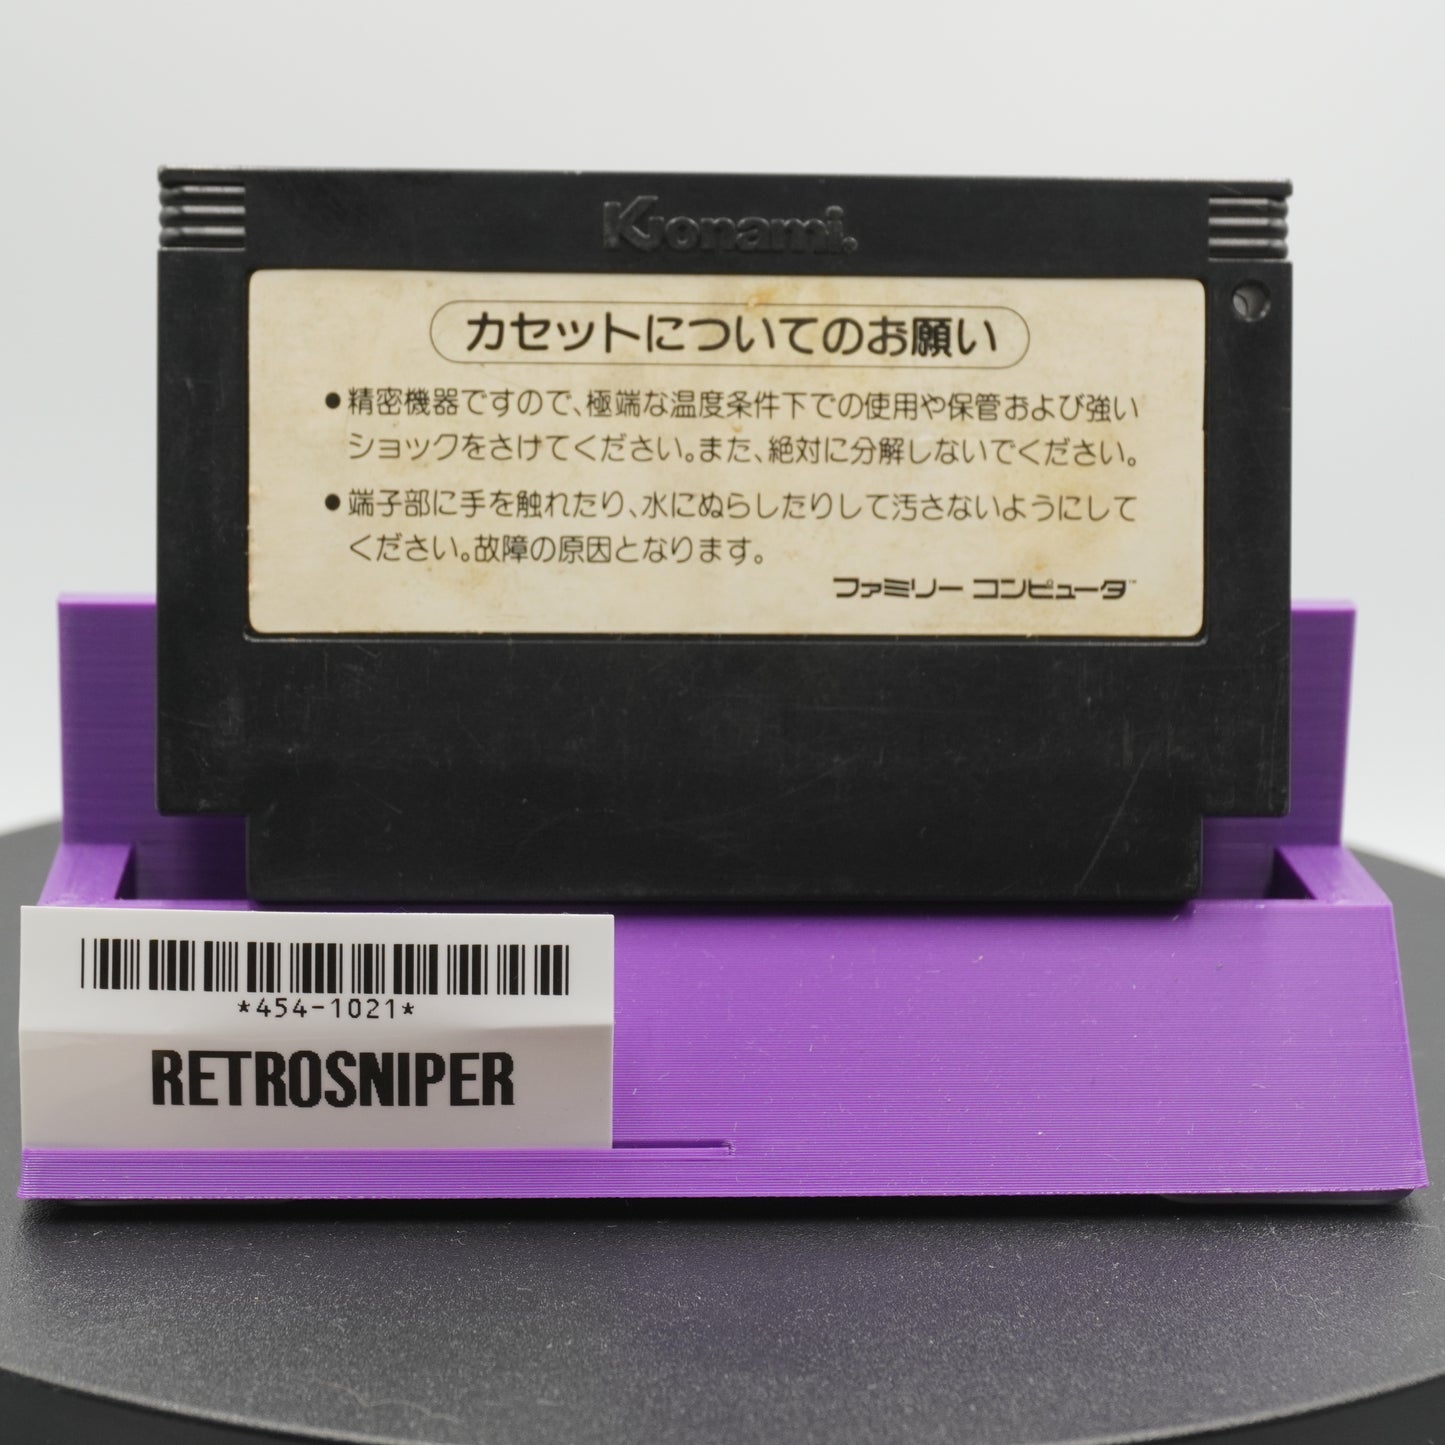 Konami.
カセットについてのお願い
●精密機器ですので、極端な温度条件下での使用や保管および強い
ショックをさけてください。また、絶対に分解しないでください。
●端子部に手を触れたり、水にぬらしたりして汚さないようにして
ください。故障の原因となります。
ファミリー コンピュータ™
*454-1021*
RETROSNIPER